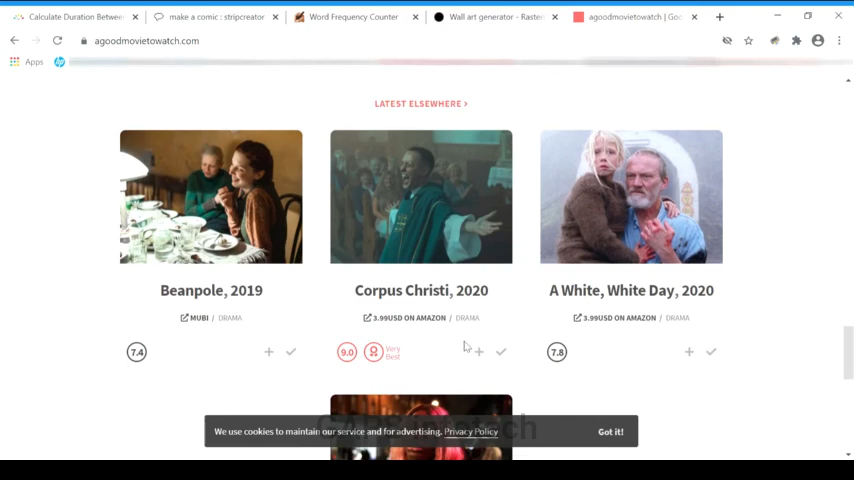 Calculate Duration Between
make a comic : stripcreator
Word Frequency Counter
Wall art generator - Raster
agoodmovietowatch | Goo
agoodmovietowatch.com
Apps
LATEST ELSEWHERE >
Beanpole, 2019
Corpus Christi, 2020
A White, White Day, 2020
MUBI / DRAMA
3.99USD ON AMAZON / DRAMA
3.99USD ON AMAZON / DRAMA
7.4
9.0
Very
Best
7.8
We use cookies to maintain our service and for advertising. Privacy Policy
Got it!